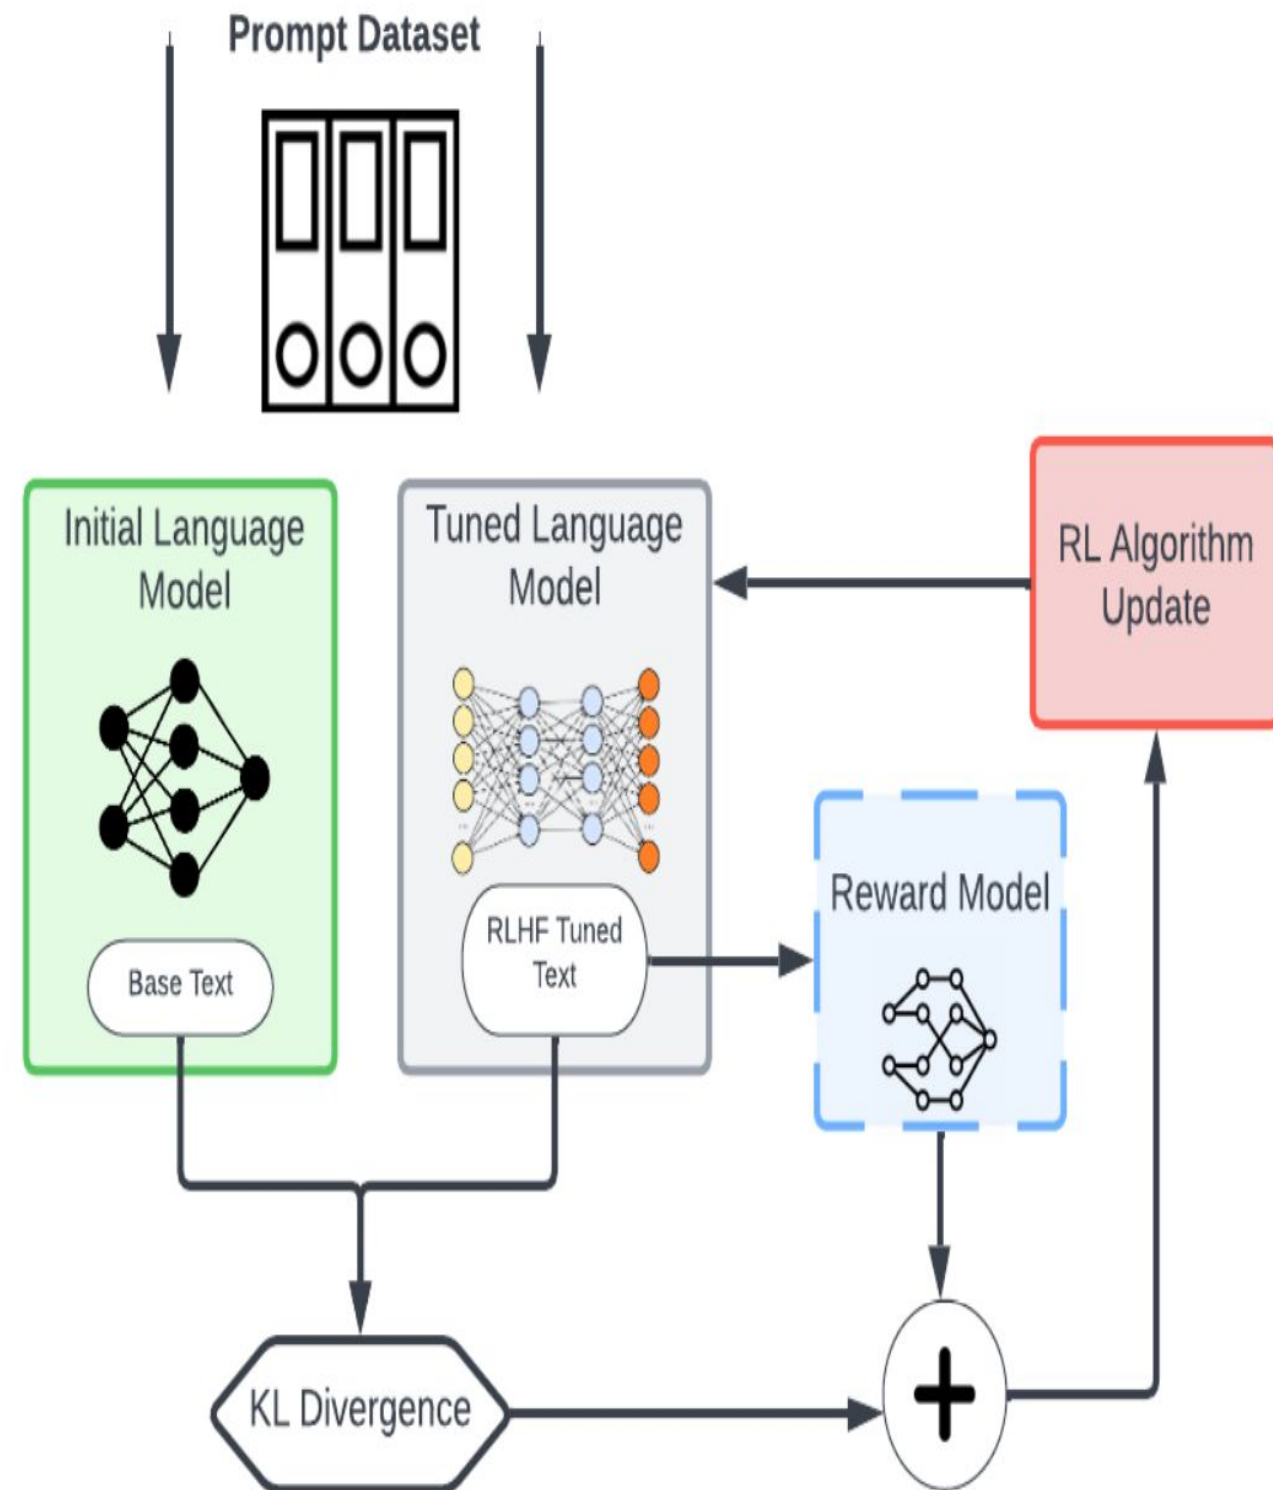 Prompt Dataset
Initial Language
Model
Base Text
Tuned Language
Model
RLHF Tuned
Text
RL Algorithm
Update
Reward Model
KL Divergence
+